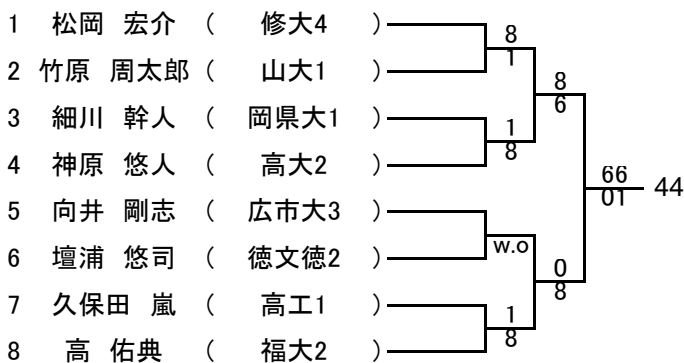 1 松岡 宏介 ( 修大4 )
8
2 竹原 周太郎 ( 山大1 )
1
8
6
3 細川 幹人 ( 岡県大1 )
1
4 神原 悠人 ( 高大2 )
8
66
01
44
5 向井 剛志 ( 広市大3 )
w.o
6 壇浦 悠司 ( 徳文徳2 )
0
8
7 久保田 嵐 ( 高工1 )
1
8 高 佑典 ( 福大2 )
8